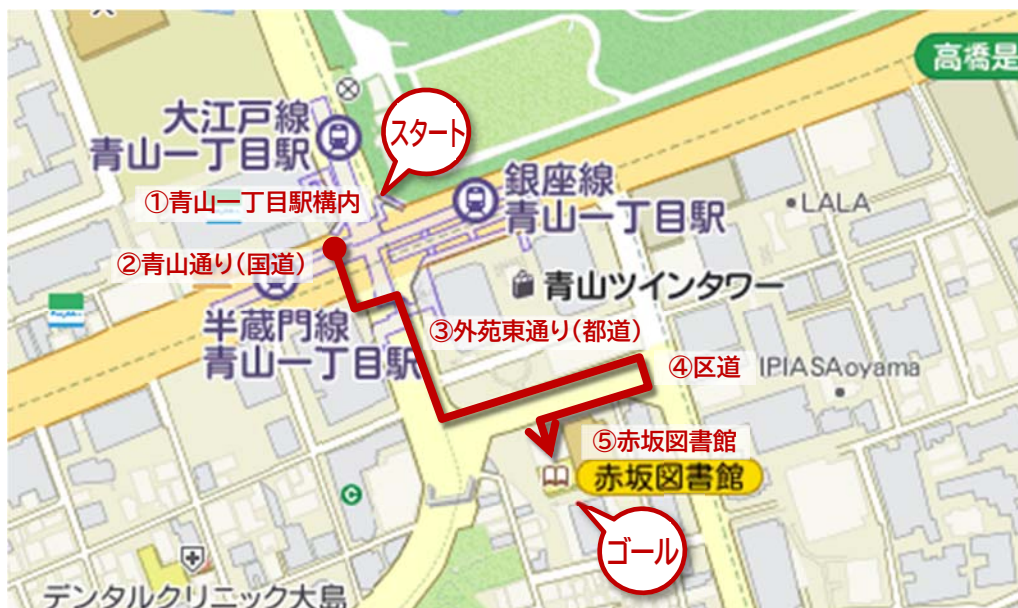 高橋是
大江戸線
青山一丁目駅
スタート
①青山一丁目駅構内
銀座線
青山一丁目駅
LALA
②青山通り(国道)
青山ツインタワー
半蔵門線
青山一丁目駅
③外苑東通り(都道)
④区道
IPIASAoyama
⑤赤坂図書館
赤坂図書館
ゴール
デンタルクリニック大島